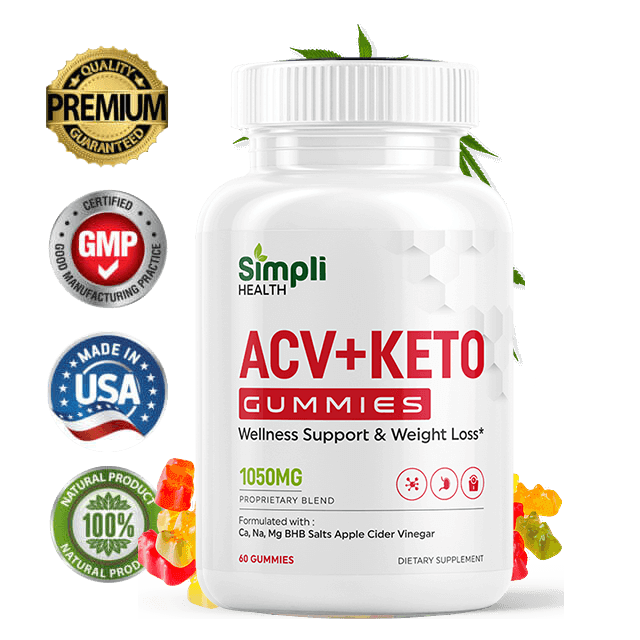 QUALITY
PREMIUM
GUARANTEED
CERTIFIED
GMP
GOOD MANUFACTURING PRACTICE
MADE IN
USA
NATURAL PRODUCT
100%
NATURAL PROD
Simpli
HEALTH
ACV+KETO
GUMMIES
Wellness Support & Weight Loss*
1050MG
PROPRIETARY BLEND
Formulated with :
Ca, Na, Mg BHB Salts Apple Cider Vinegar
60 GUMMIES
DIETARY SUPPLEMENT